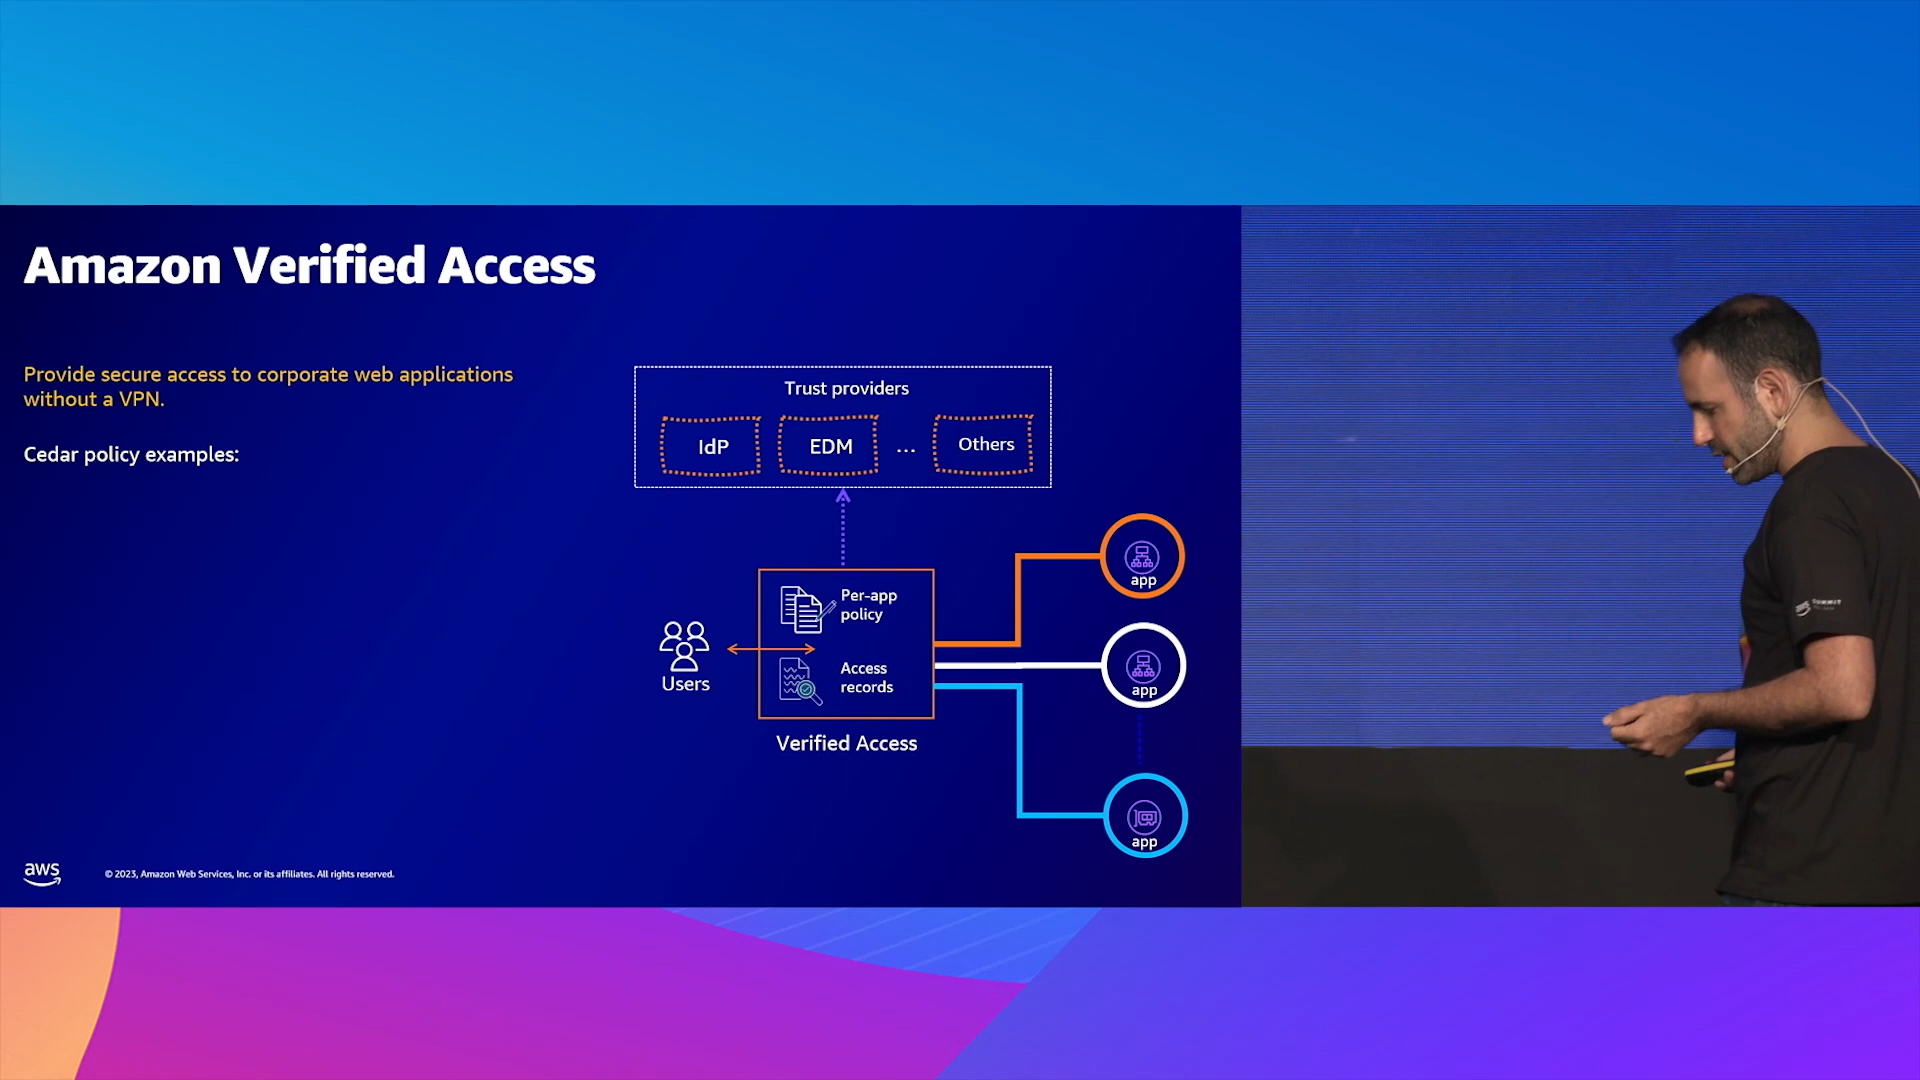 Amazon Verified Access
Provide secure access to corporate web applications
without a VPN.
Cedar policy examples:
Trust providers
IdP
EDM
...
Others
Per-app
policy
Access
records
Users
Verified Access
app
app
app
aws
© 2023, Amazon Web Services, Inc. or its affiliates. All rights reserved.
aws SUMMIT